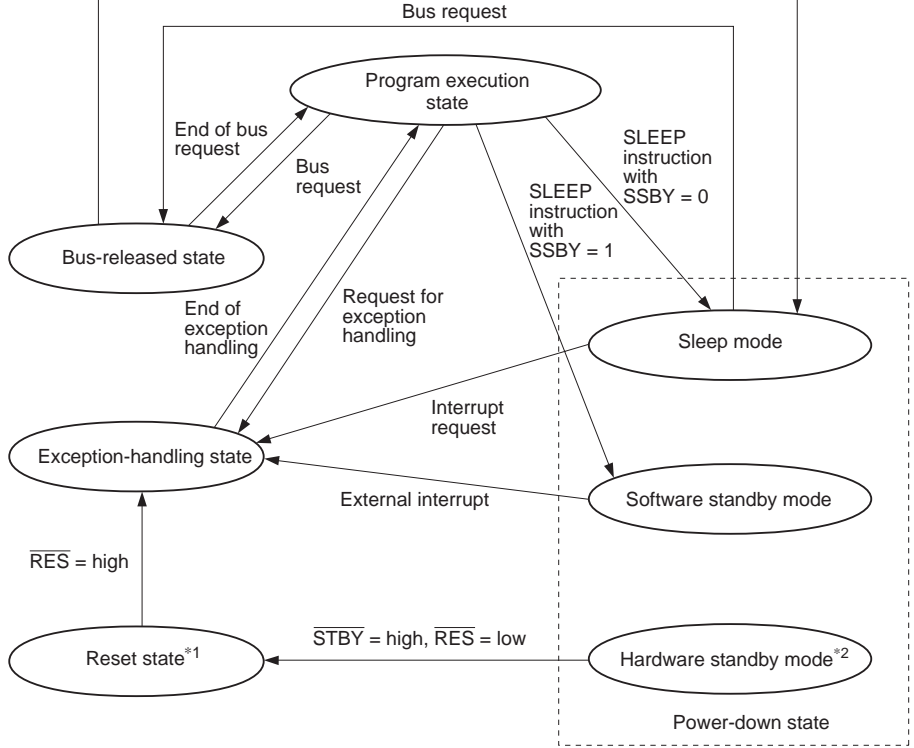 Bus request
Program execution
state
End of bus
request
Bus
request
SLEEP
instruction
with
SSBY = 0
SLEEP
instruction
with
SSBY = 1
Bus-released state
End of
exception
handling
Request for
exception
handling
Sleep mode
Interrupt
request
Exception-handling state
External interrupt
Software standby mode
RES = high
STBY = high, RES = low
Reset state*1
Hardware standby mode*2
Power-down state